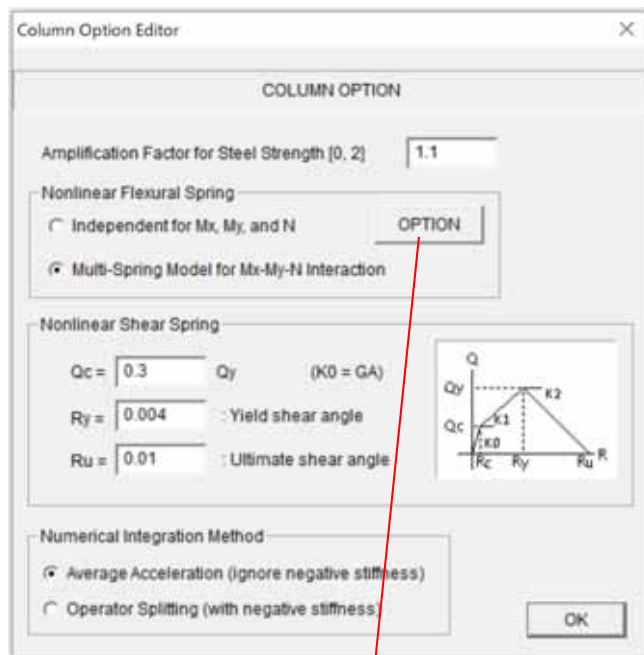 Column Option Editor
COLUMN OPTION
Amplification Factor for Steel Strength [0, 2] 1.1
Nonlinear Flexural Spring
Independent for Mx, My, and N OPTION
Multi-Spring Model for Mx-My-N Interaction
Nonlinear Shear Spring
Qc = 0.3 Qy (K0 = GA)
Ry = 0.004 : Yield shear angle
Ru = 0.01 : Ultimate shear angle
Q
Qy K2
Qc K1
K0
Rc Ry Ru R
Numerical Integration Method
Average Acceleration (ignore negative stiffness)
Operator Splitting (with negative stiffness)
OK